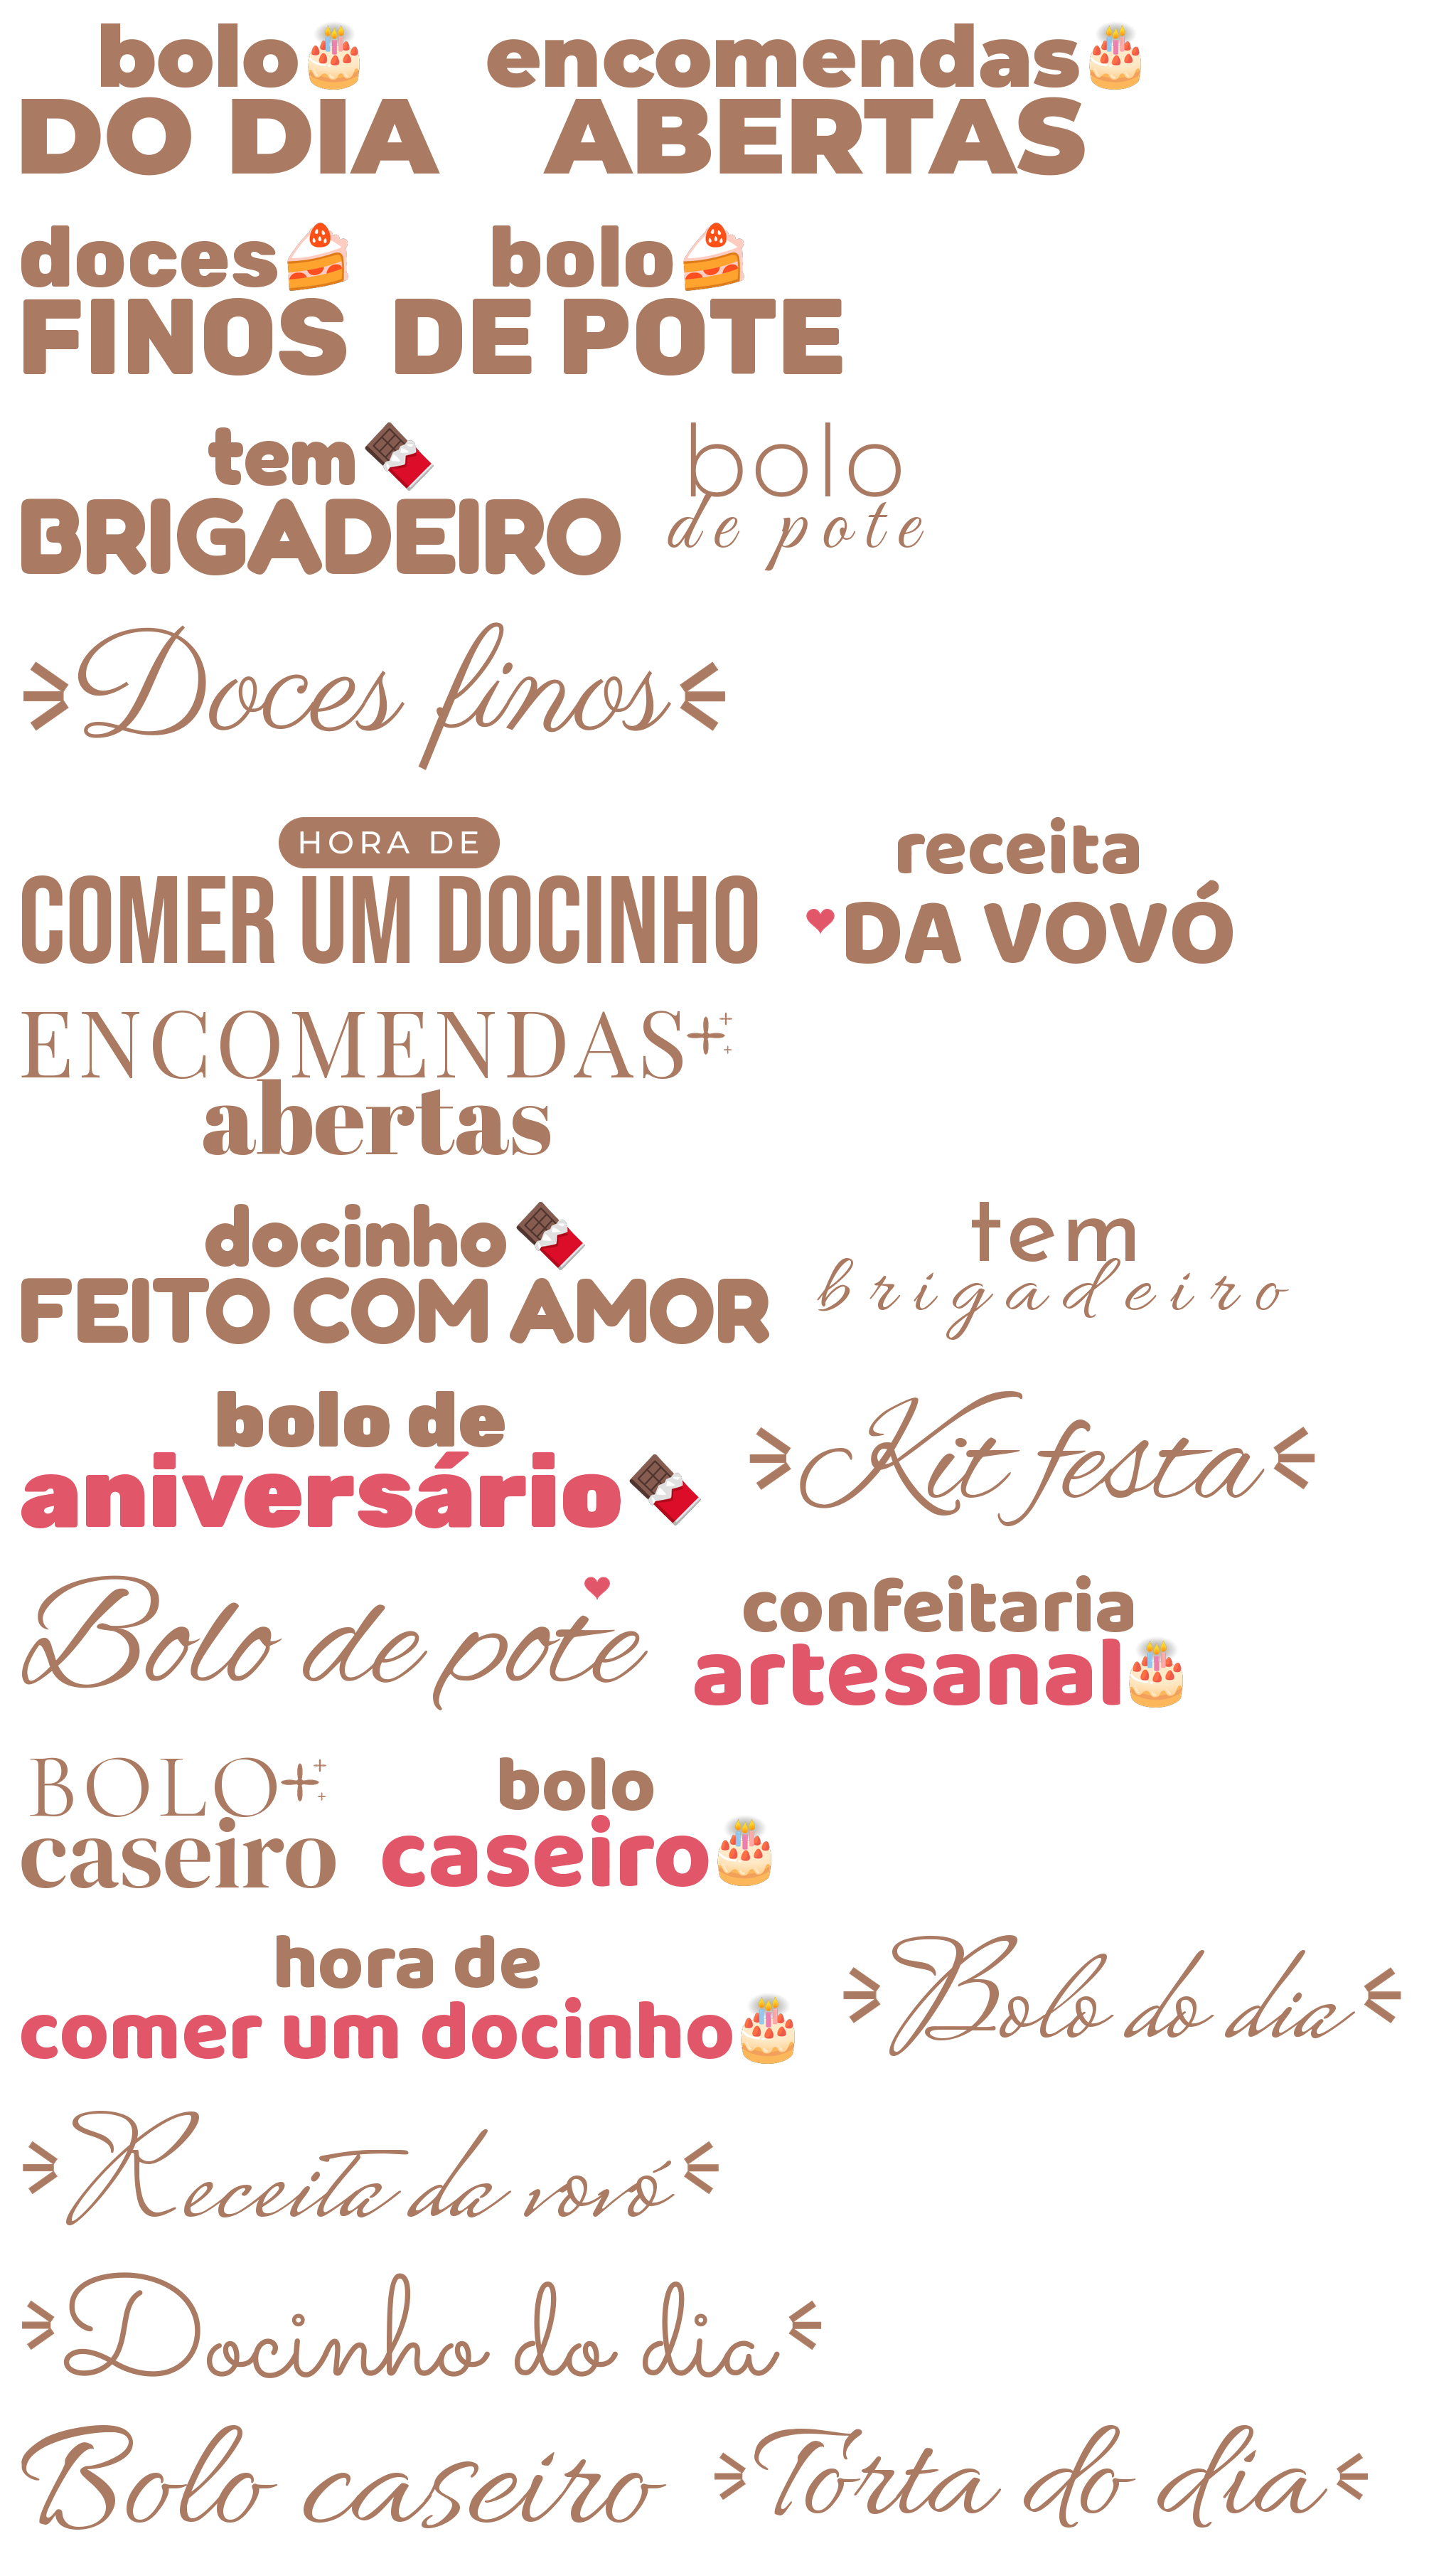 bolo🎂
DO DIA
encomendas🎂
ABERTAS
doces🍰
FINOS
bolo🍰
DE POTE
tem🍫
BRIGADEIRO
bolo
de pote
Doces finos
HORA DE
COMER UM DOCINHO
receita
DA VOVÓ
ENCOMENDAS
abertas
docinho🍫
FEITO COM AMOR
tem
brigadeiro
bolo de
aniversário🍫
Kit festa
Bolo de pote
confeitaria
artesanal🎂
BOLO
caseiro
bolo
caseiro🎂
hora de
comer um docinho🎂
Bolo do dia
Receita da vovó
Docinho do dia
Bolo caseiro
Torta do dia